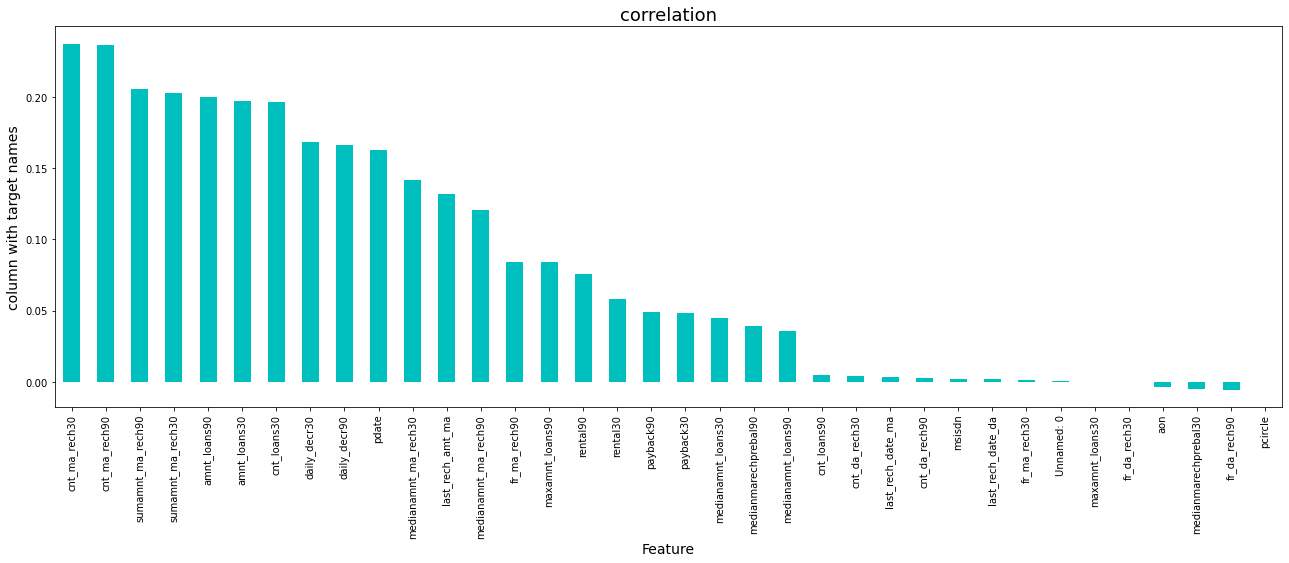 correlation
column with target names
0.20
0.15
0.10
0.05
0.00
cnt_ma_rech30
cnt_ma_rech90
sumamnt_ma_rech90
sumamnt_ma_rech30
amnt_loans90
amnt_loans30
cnt_loans30
daily_decr30
daily_decr90
pdate
medianamnt_ma_rech30
last_rech_amt_ma
medianamnt_ma_rech90
fr_ma_rech90
maxamnt_loans90
rental90
rental30
payback90
payback30
medianamnt_loans30
medianmarechprebal90
medianamnt_loans90
cnt_loans90
cnt_da_rech30
last_rech_date_ma
cnt_da_rech90
msisdn
last_rech_date_da
fr_ma_rech30
Unnamed: 0
maxamnt_loans30
fr_da_rech30
aon
medianmarechprebal30
fr_da_rech90
pcircle
Feature